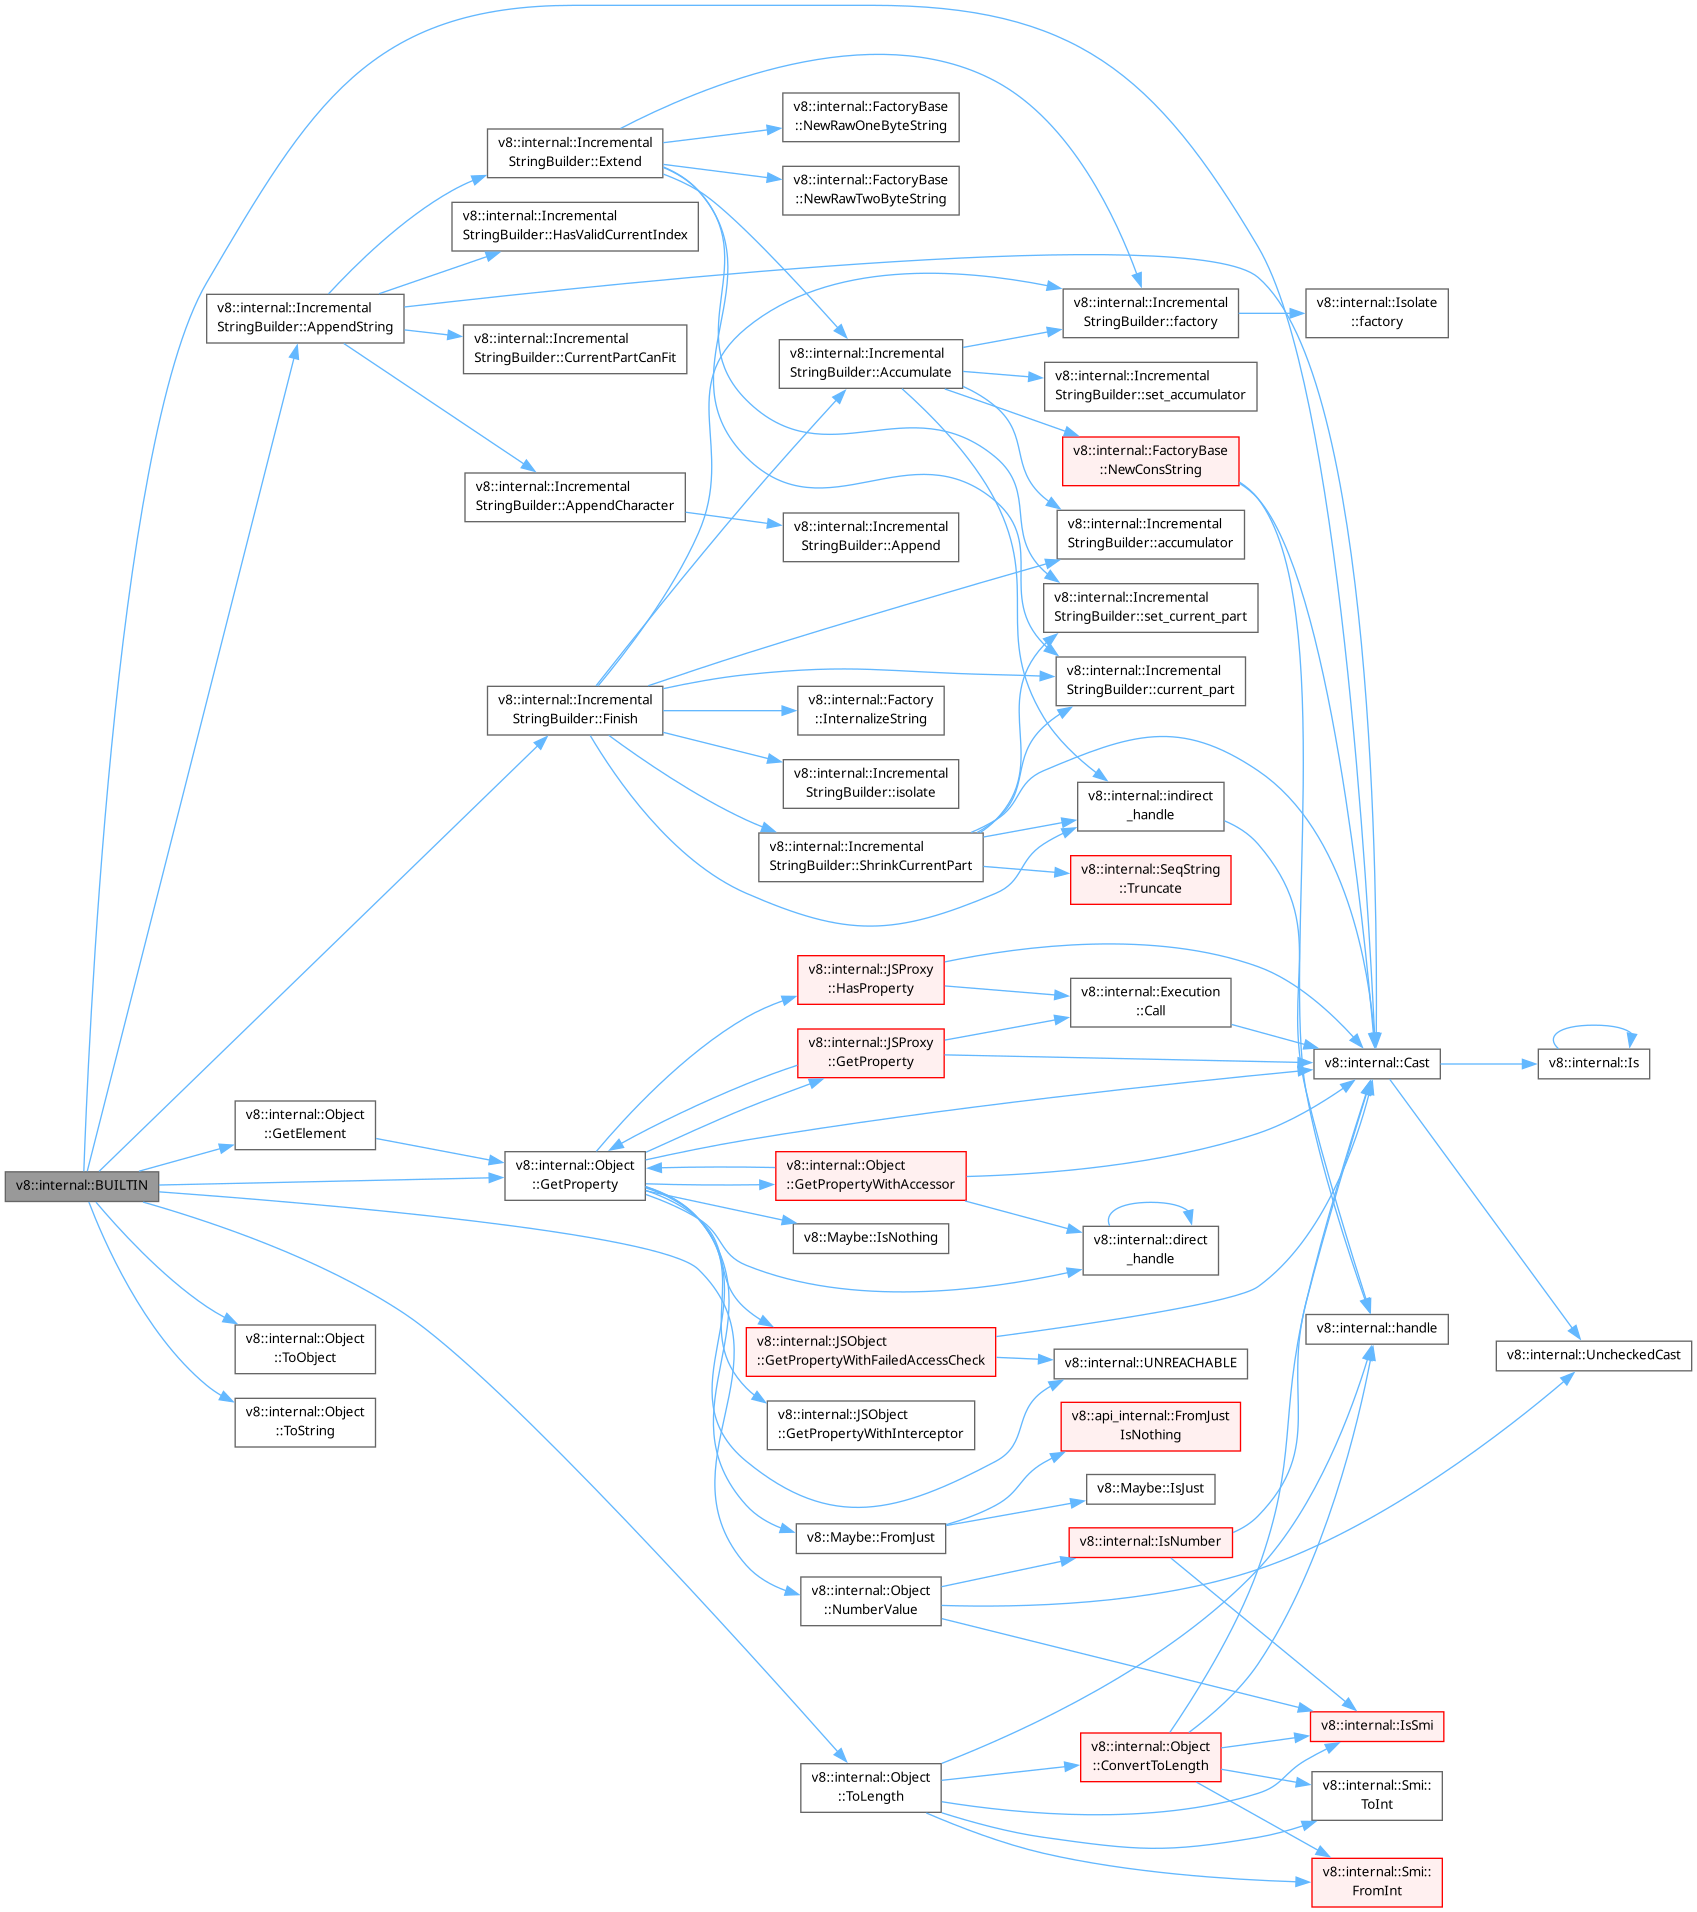 v8::internal::FactoryBase
::NewRawOneByteString
v8::internal::Incremental
StringBuilder::Extend
v8::internal::FactoryBase
::NewRawTwoByteString
v8::internal::Incremental
StringBuilder::HasValidCurrentIndex
v8::internal::Incremental
StringBuilder::AppendString
v8::internal::Incremental
StringBuilder::factory
v8::internal::Isolate
::factory
v8::internal::Incremental
StringBuilder::CurrentPartCanFit
v8::internal::Incremental
StringBuilder::Accumulate
v8::internal::Incremental
StringBuilder::set_accumulator
v8::internal::FactoryBase
::NewConsString
v8::internal::Incremental
StringBuilder::AppendCharacter
v8::internal::Incremental
StringBuilder::Append
v8::internal::Incremental
StringBuilder::accumulator
v8::internal::Incremental
StringBuilder::set_current_part
v8::internal::Incremental
StringBuilder::current_part
v8::internal::Incremental
StringBuilder::Finish
v8::internal::Factory
::InternalizeString
v8::internal::Incremental
StringBuilder::isolate
v8::internal::indirect
_handle
v8::internal::Incremental
StringBuilder::ShrinkCurrentPart
v8::internal::SeqString
::Truncate
v8::internal::JSProxy
::HasProperty
v8::internal::Execution
::Call
v8::internal::JSProxy
::GetProperty
v8::internal::Cast
v8::internal::Is
v8::internal::Object
::GetElement
v8::internal::BUILTIN
v8::internal::Object
::GetProperty
v8::internal::Object
::GetPropertyWithAccessor
v8::Maybe::IsNothing
v8::internal::direct
_handle
v8::internal::handle
v8::internal::Object
::ToObject
v8::internal::JSObject
::GetPropertyWithFailedAccessCheck
v8::internal::UNREACHABLE
v8::internal::UncheckedCast
v8::internal::Object
::ToString
v8::internal::JSObject
::GetPropertyWithInterceptor
v8::api_internal::FromJust
IsNothing
v8::Maybe::IsJust
v8::Maybe::FromJust
v8::internal::IsNumber
v8::internal::Object
::NumberValue
v8::internal::IsSmi
v8::internal::Object
::ConvertToLength
v8::internal::Object
::ToLength
v8::internal::Smi::
ToInt
v8::internal::Smi::
FromInt